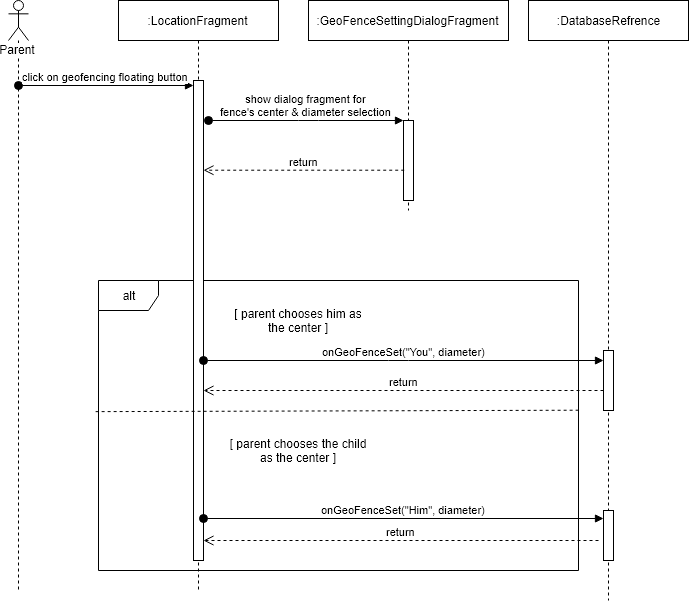 :LocationFragment
:GeoFenceSettingDialogFragment
:DatabaseRefrence
Parent
click on geofencing floating button
show dialog fragment for
fence's center & diameter selection
return
alt
[ parent chooses him as
the center ]
onGeoFenceSet("You", diameter)
return
[ parent chooses the child
as the center ]
onGeoFenceSet("Him", diameter)
return